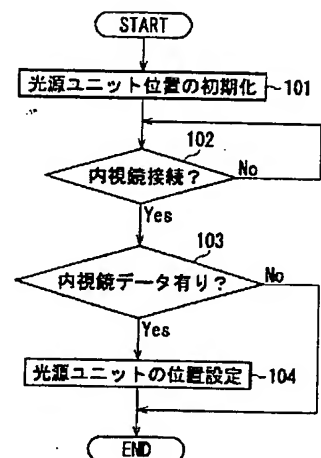 START
光源ユニット位置の初期化
101
102
内視鏡接続？
No
Yes
103
内視鏡データ有り？
No
Yes
光源ユニットの位置設定
104
END